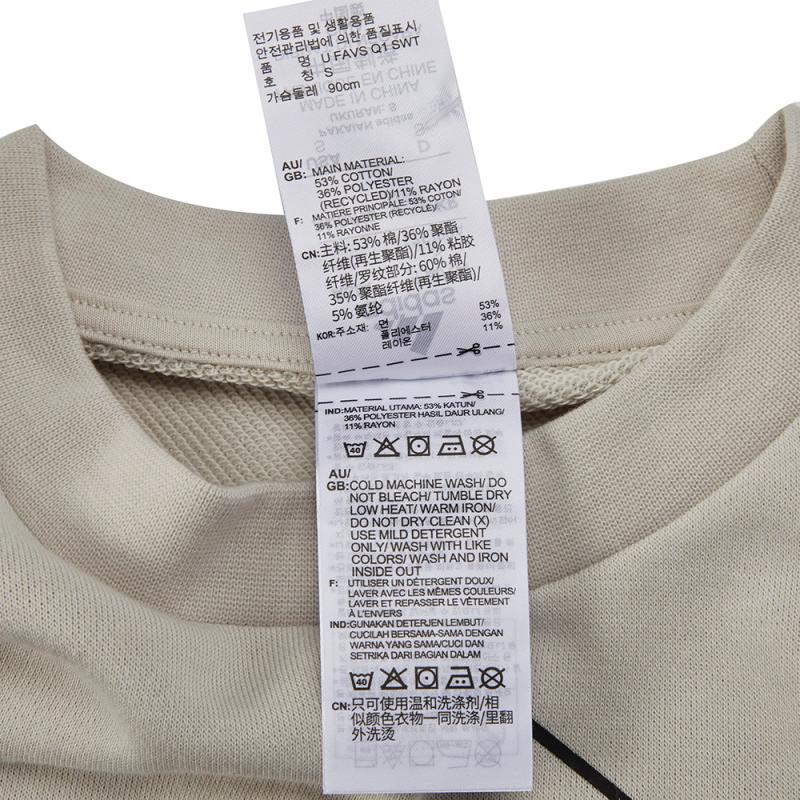 전기용품 및 생활용품
안전관리법에 의한 품질표시
품 명 U FAVS Q1 SWT
호 칭 S
가슴둘레 90cm
AU/
GB: MAIN MATERIAL:
53% COTTON/
36% POLYESTER
(RECYCLED)/11% RAYON
F: MATIERE PRINCIPALE: 53% COTON/
36% POLYESTER (RECYCLÉ)/
11% RAYONNE
CN:主料: 53% 棉/36% 聚酯
纤维(再生聚酯)/11% 粘胶
纤维/罗纹部分: 60% 棉/
35% 聚酯纤维(再生聚酯)/
5% 氨纶
KOR:주소재: 면 53%
폴리에스터 36%
레이온 11%
IND:MATERIAL UTAMA: 53% KATUN/
36% POLYESTER HASIL DAUR ULANG/
11% RAYON
40
AU/
GB:COLD MACHINE WASH/ DO
NOT BLEACH/ TUMBLE DRY
LOW HEAT/ WARM IRON/
DO NOT DRY CLEAN (X)
USE MILD DETERGENT
ONLY/ WASH WITH LIKE
COLORS/ WASH AND IRON
INSIDE OUT
F: UTILISER UN DÉTERGENT DOUX/
LAVER AVEC LES MÊMES COULEURS/
LAVER ET REPASSER LE VÊTEMENT
À L'ENVERS
IND:GUNAKAN DETERJEN LEMBUT/
CUCILAH BERSAMA-SAMA DENGAN
WARNA YANG SAMA/CUCI DAN
SETRIKA DARI BAGIAN DALAM
40
CN:只可使用温和洗涤剂/相
似颜色衣物一同洗涤/里翻
外洗烫